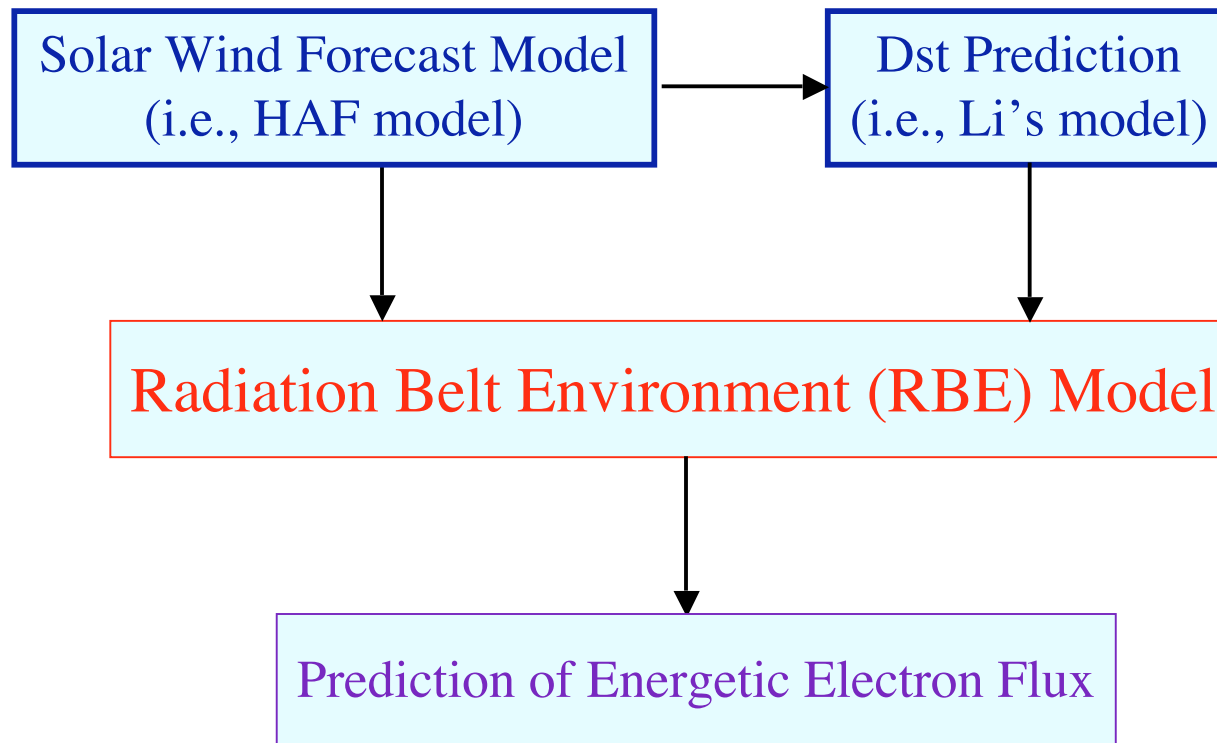 Solar Wind Forecast Model
(i.e., HAF model)
Dst Prediction
(i.e., Li's model)
Radiation Belt Environment (RBE) Model
Prediction of Energetic Electron Flux